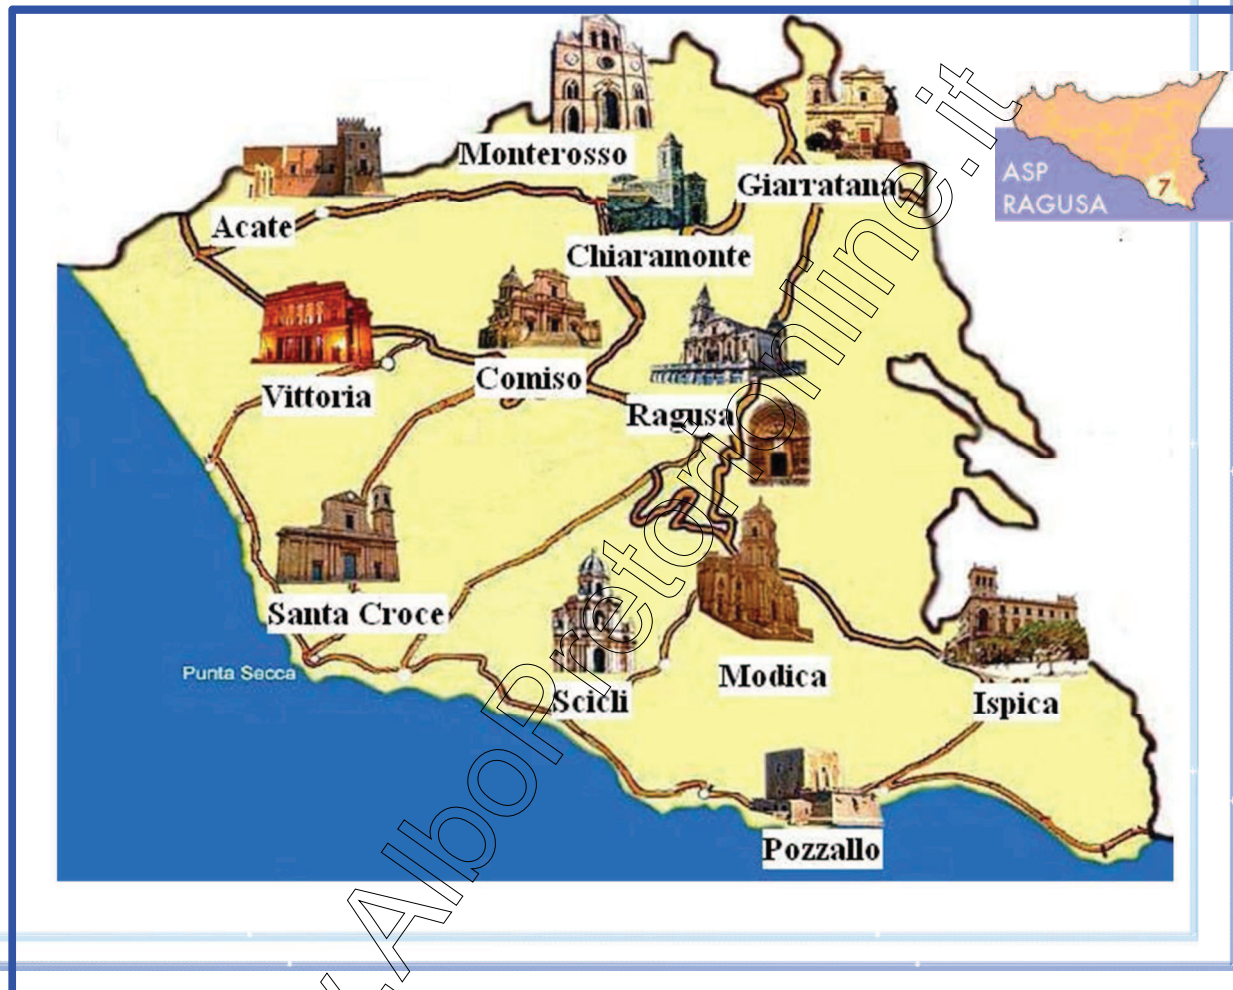 Monterosso
Giarratana
ASP
RAGUSA
7
Acate
Chiaramonte
Vittoria
Comiso
Ragusa
Santa Croce
Punta Secca
Scicli
Modica
Ispica
Pozzallo
.AlboPretorionline.it